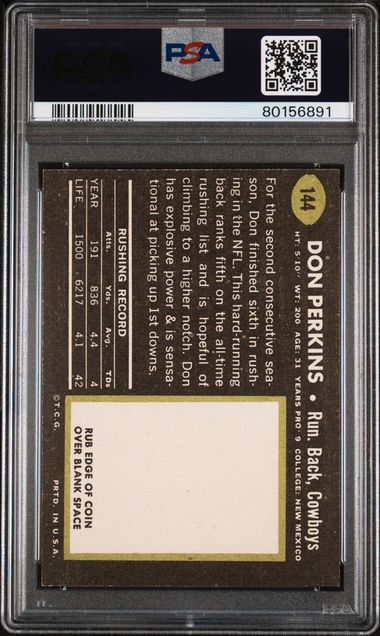 PSA
PSA
80156891
144
DON PERKINS • Run. Back, Cowboys
HT: 5'10" WT: 200 AGE: 31 YEARS PRO: 9 COLLEGE: NEW MEXICO
For the second consecutive sea-
son, Don finished sixth in rush-
ing in the NFL. This hard-running
back ranks fifth on the all-time
rushing list and is hopeful of
climbing to a higher notch. Don
has explosive power & is sensa-
tional at picking up 1st downs.
RUSHING RECORD
Atts. Yds. Avg. TDs
YEAR 191 836 4.4 4
LIFE 1500 6217 4.1 42
RUB EDGE OF COIN
OVER BLANK SPACE
©T.C.G. PRTD. IN U.S.A.
PSA